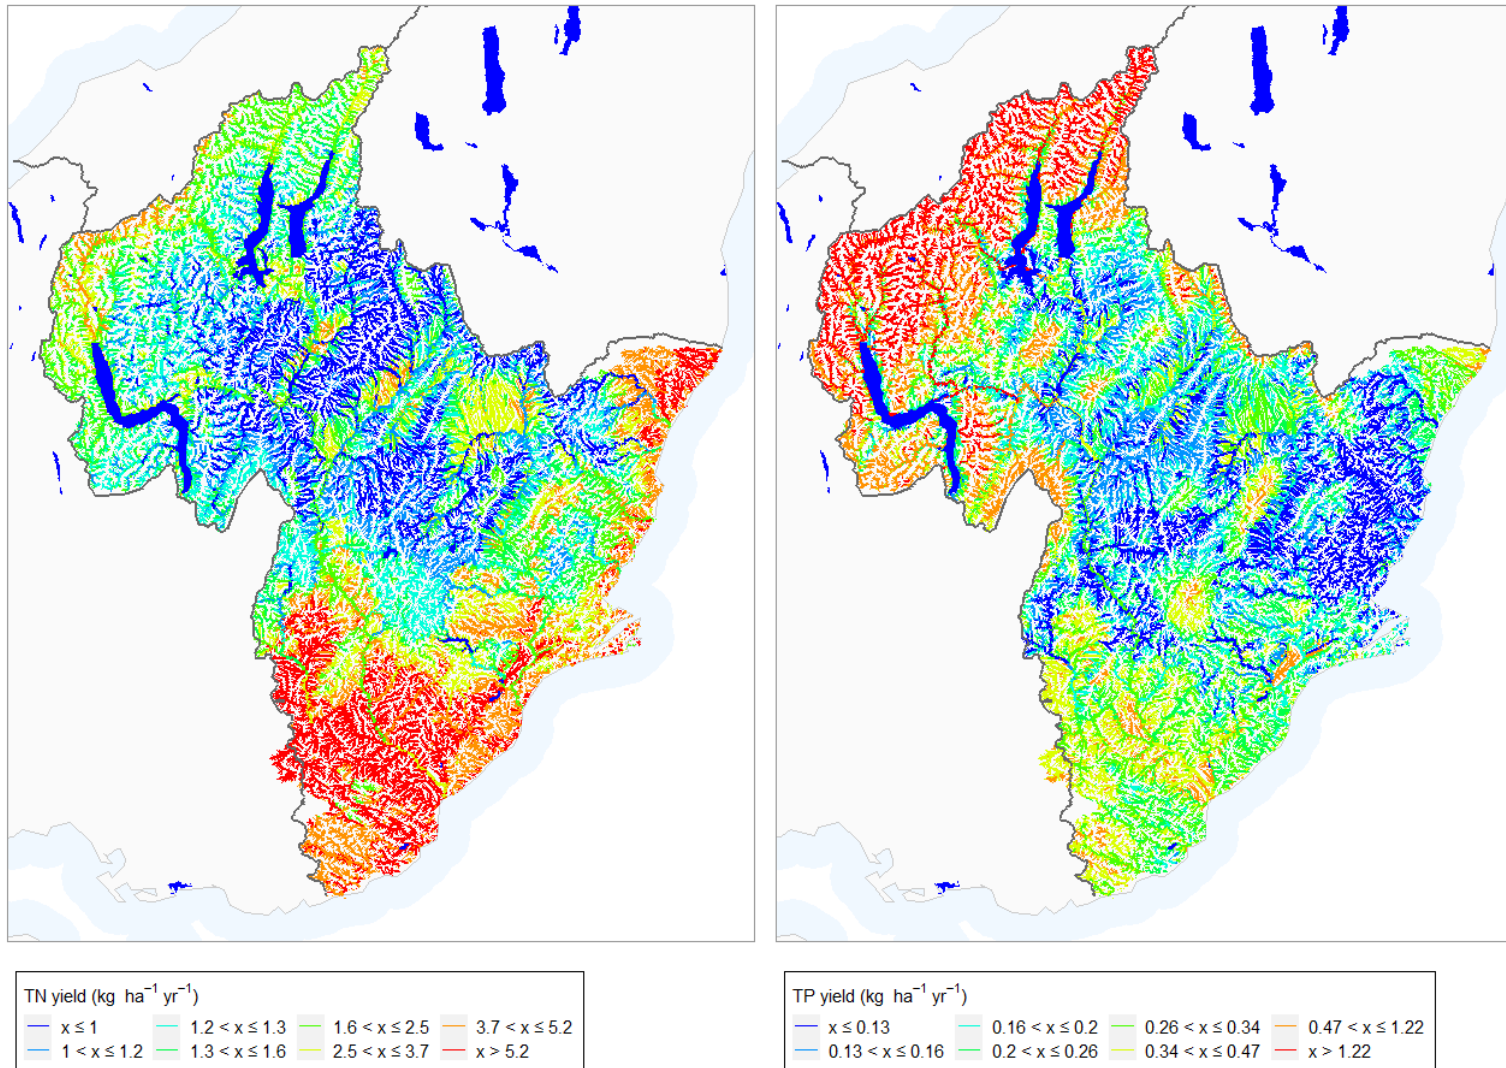 TN yield (kg ha⁻¹ yr⁻¹)
x ≤ 1 1.2 < x ≤ 1.3 1.6 < x ≤ 2.5 3.7 < x ≤ 5.2
1 < x ≤ 1.2 1.3 < x ≤ 1.6 2.5 < x ≤ 3.7 x > 5.2
TP yield (kg ha⁻¹ yr⁻¹)
x ≤ 0.13 0.16 < x ≤ 0.2 0.26 < x ≤ 0.34 0.47 < x ≤ 1.22
0.13 < x ≤ 0.16 0.2 < x ≤ 0.26 0.34 < x ≤ 0.47 x > 1.22